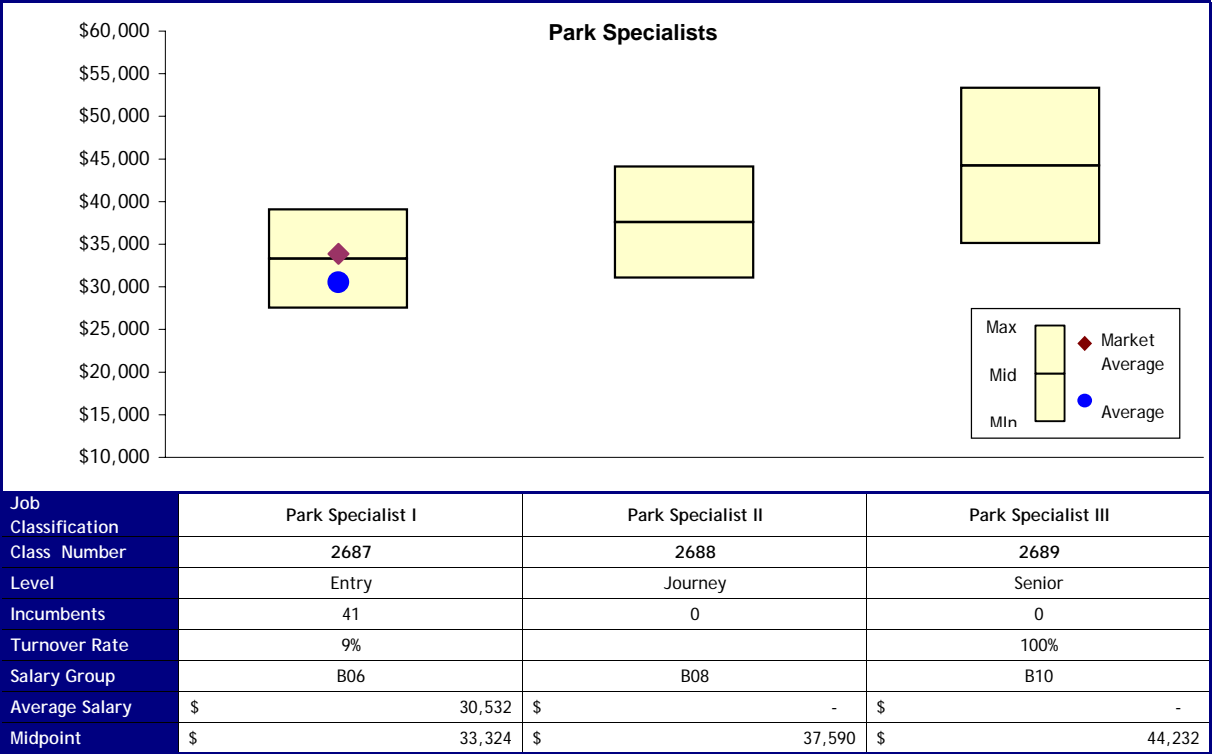 Park Specialists
$60,000
$55,000
$50,000
$45,000
$40,000
$35,000
$30,000
$25,000
$20,000
$15,000
$10,000
Max
Mid
MIn
Market
Average
Average
Job
Classification
Park Specialist I
Park Specialist II
Park Specialist III
Class Number 2687 2688 2689
Level Entry Journey Senior
Incumbents 41 0 0
Turnover Rate 9% 100%
Salary Group B06 B08 B10
Average Salary $ 30,532 $ - $ -
Midpoint $ 33,324 $ 37,590 $ 44,232